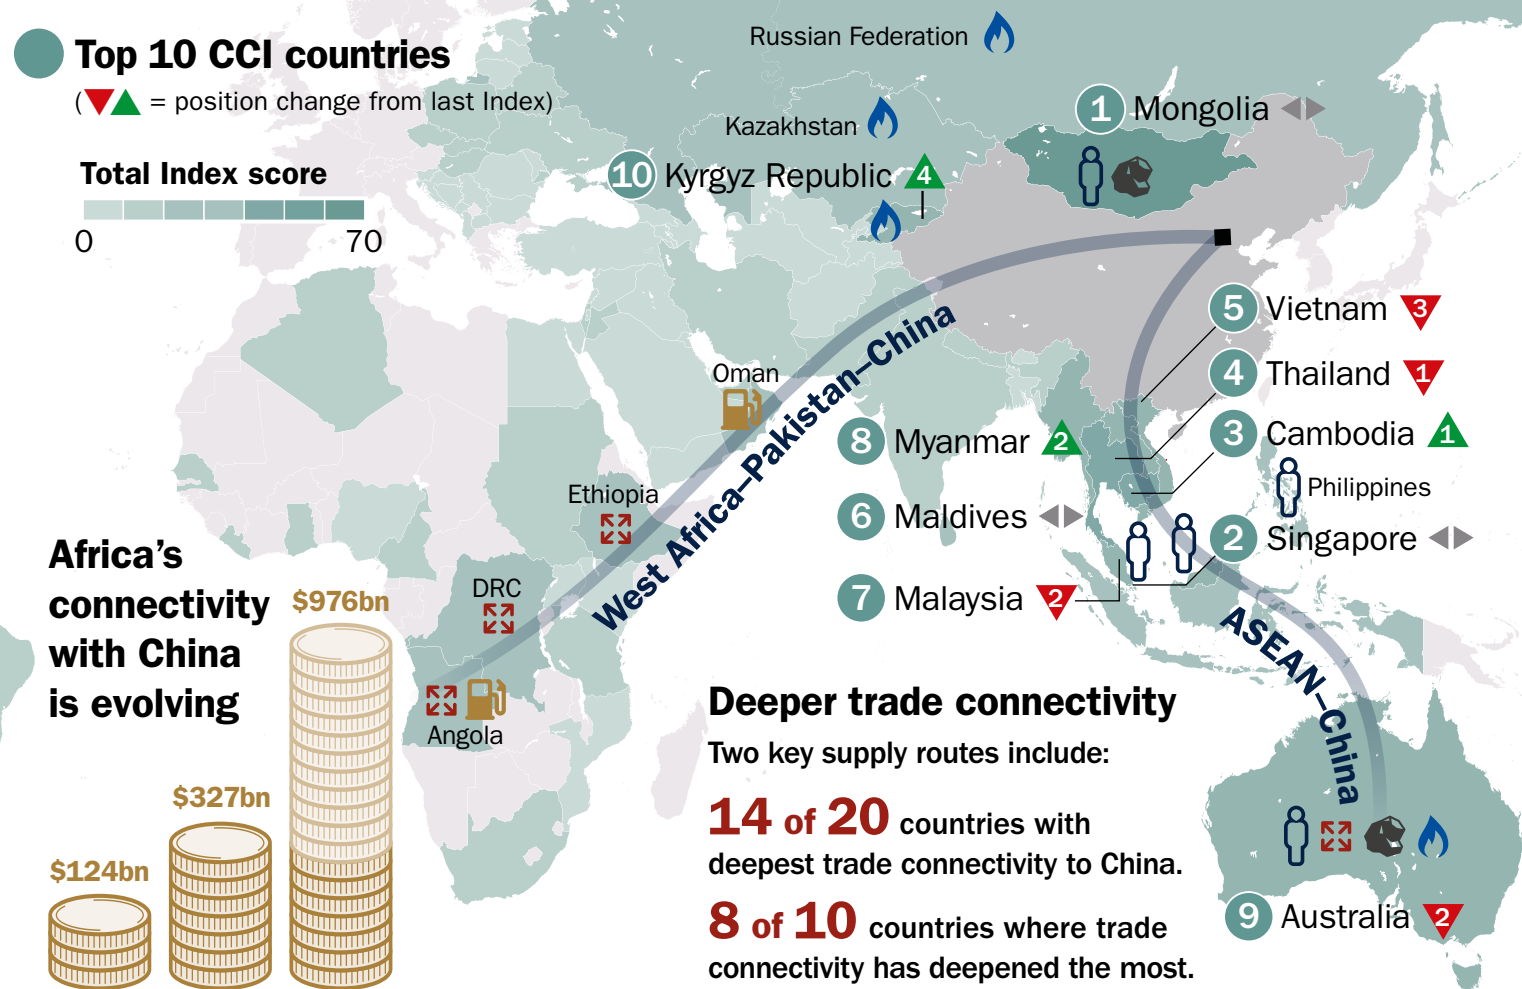 Top 10 CCI countries
(▼▲ = position change from last Index)
Total Index score
0 70
Russian Federation
Kazakhstan
1 Mongolia
10 Kyrgyz Republic 4
5 Vietnam 3
4 Thailand 1
3 Cambodia 1
Philippines
2 Singapore
8 Myanmar 2
6 Maldives
7 Malaysia 2
Oman
Ethiopia
DRC
Angola
West Africa–Pakistan–China
ASEAN–China
9 Australia 2
Africa’s
connectivity
with China
is evolving
$124bn
$327bn
$976bn
Deeper trade connectivity
Two key supply routes include:
14 of 20 countries with
deepest trade connectivity to China.
8 of 10 countries where trade
connectivity has deepened the most.